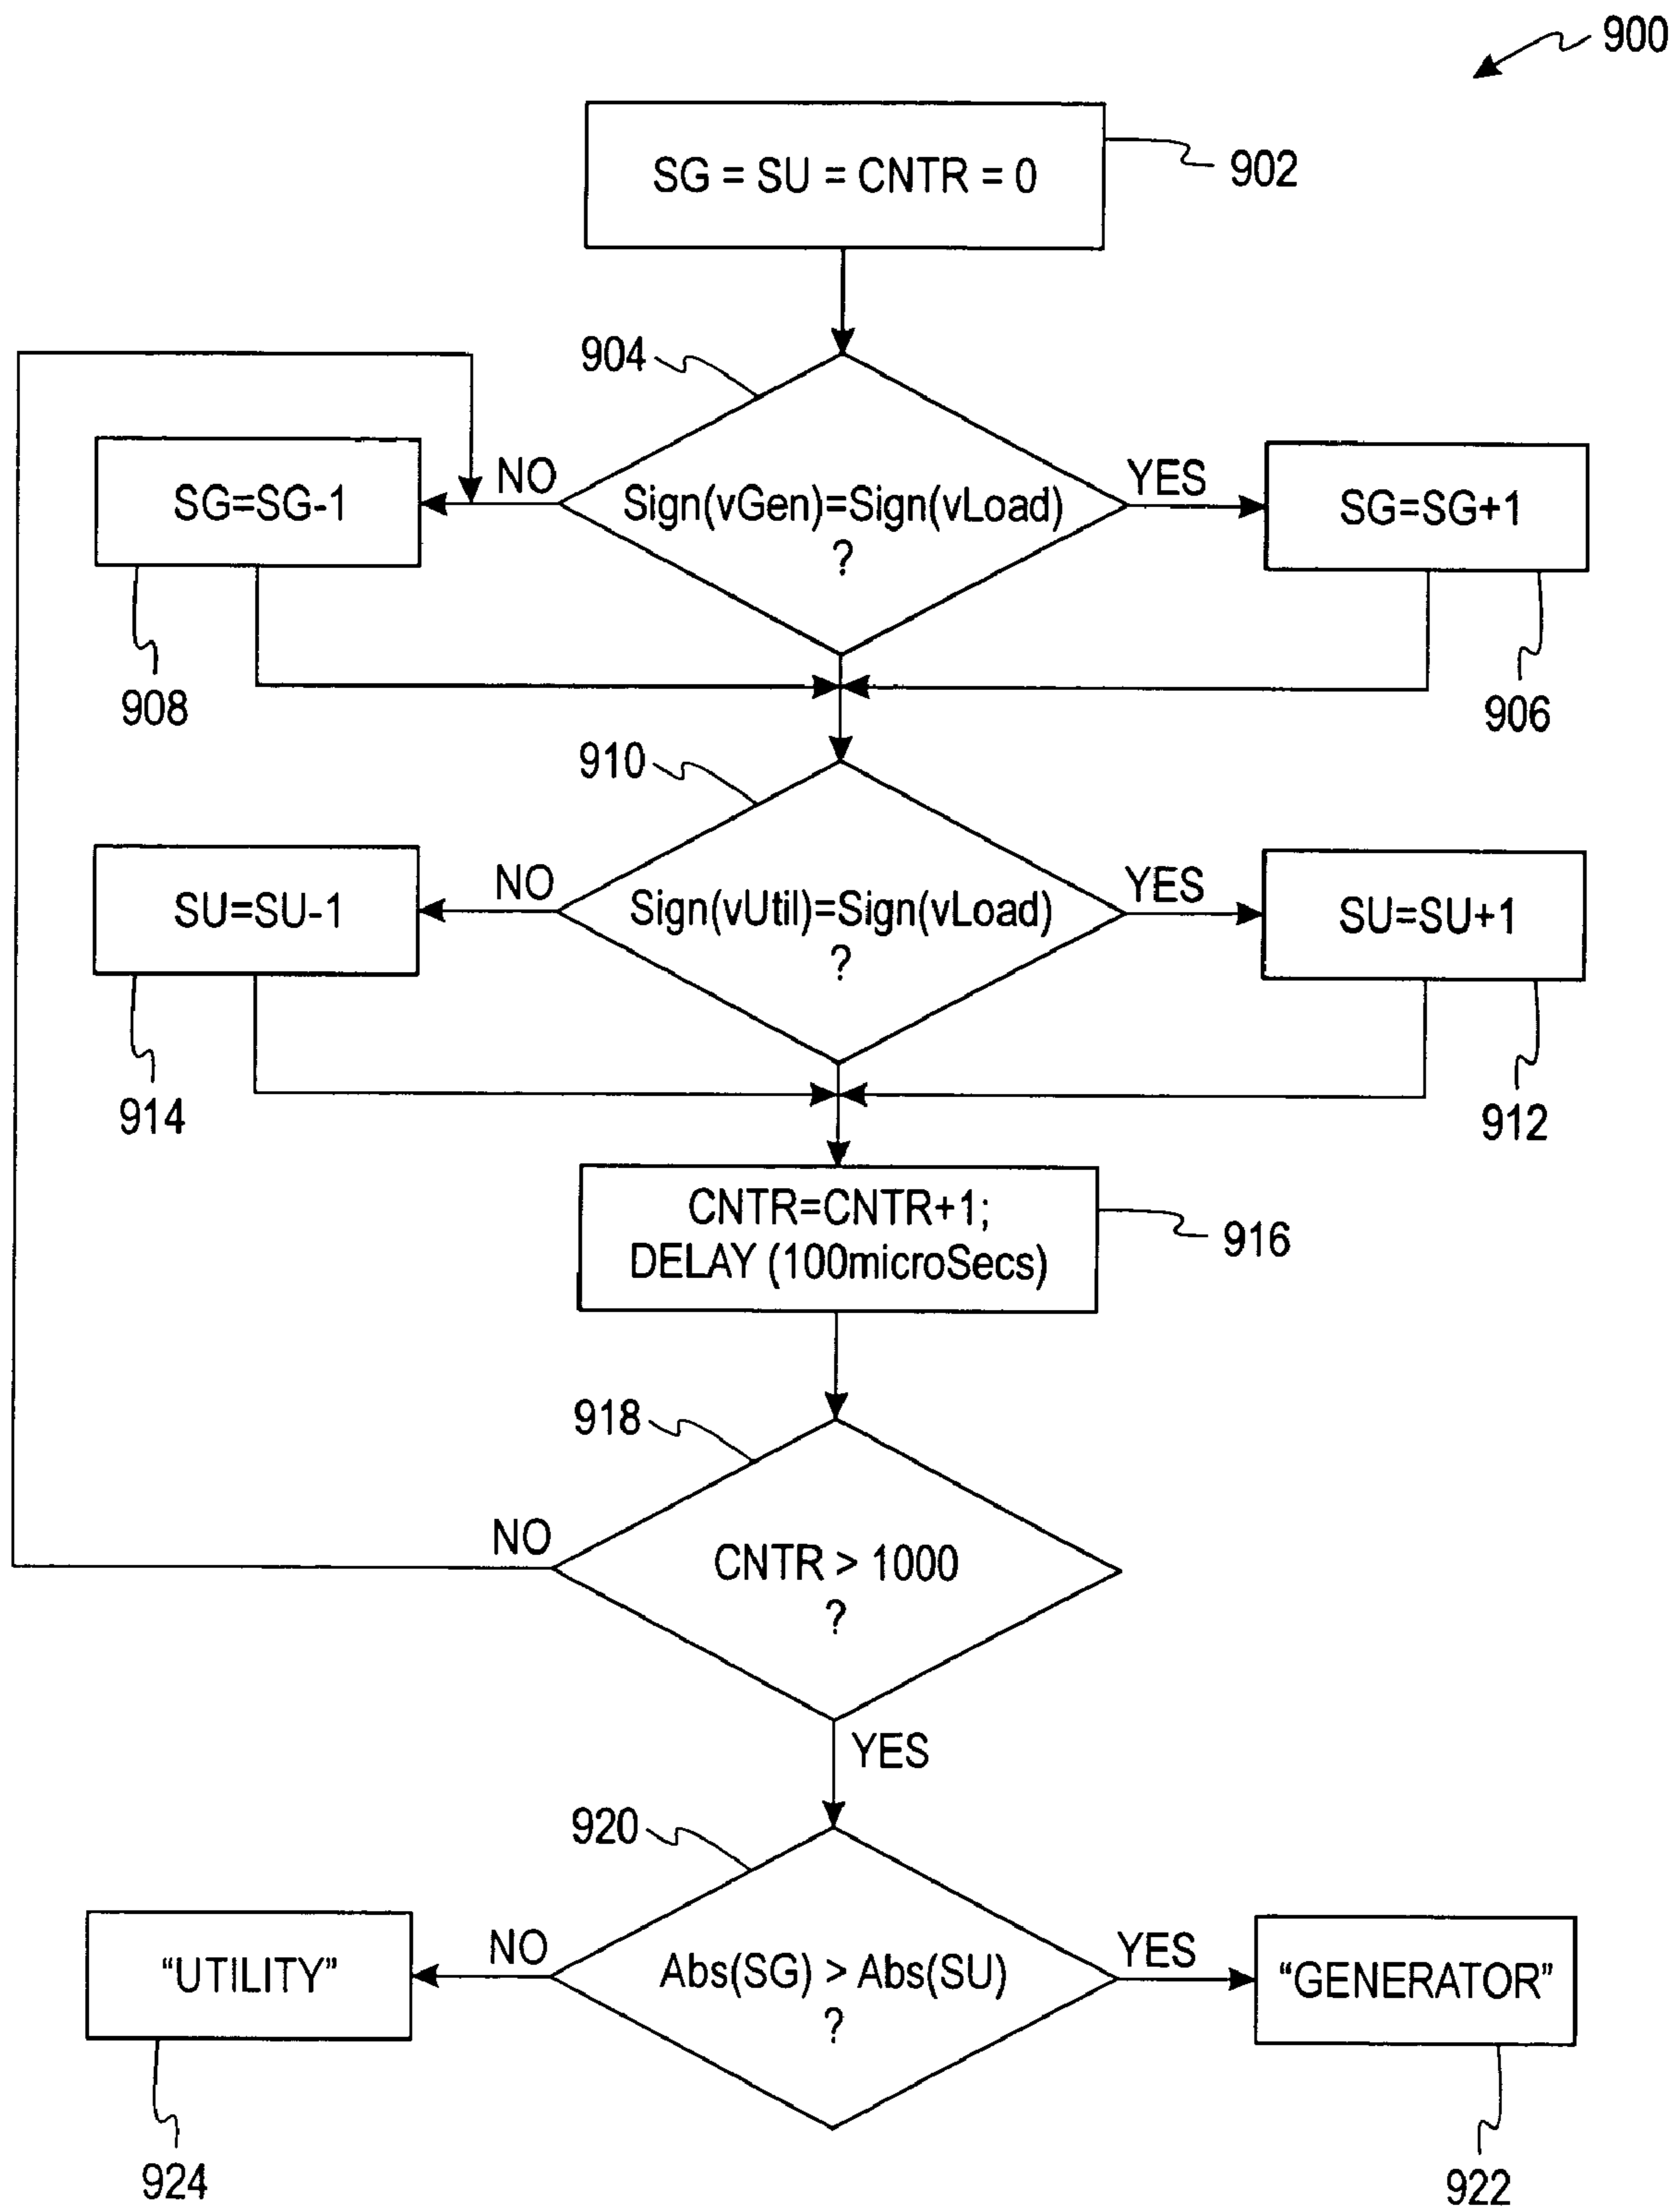 900
SG = SU = CNTR = 0
902
904
NO
YES
SG=SG-1
Sign(vGen)=Sign(vLoad)
?
SG=SG+1
908
906
910
NO
YES
SU=SU-1
Sign(vUtil)=Sign(vLoad)
?
SU=SU+1
914
912
CNTR=CNTR+1;
DELAY (100microSecs)
916
918
NO
CNTR > 1000
?
YES
920
NO
YES
"UTILITY"
Abs(SG) > Abs(SU)
?
"GENERATOR"
924
922